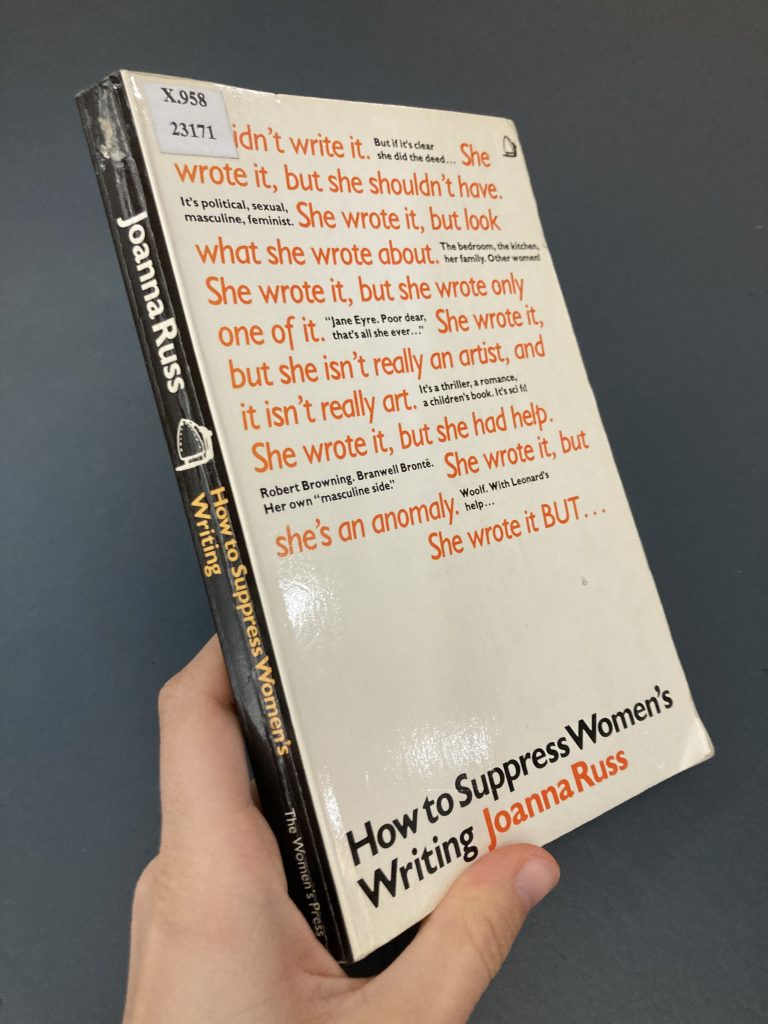 X.958
23171
idn't write it. But if it's clear she did the deed... She
wrote it, but she shouldn't have.
It's political, sexual, masculine, feminist. She wrote it, but look
what she wrote about. The bedroom, the kitchen, her family. Other women!
She wrote it, but she wrote only
one of it. "Jane Eyre. Poor dear, that's all she ever..." She wrote it,
but she isn't really an artist, and
it isn't really art. It's a thriller, a romance, a children's book. It's sci fi!
She wrote it, but she had help.
Robert Browning. Branwell Brontë. Her own "masculine side." She wrote it, but
she's an anomaly. Woolf. With Leonard's help...
She wrote it BUT...
How to Suppress Women's
Writing Joanna Russ
Joanna Russ
How to Suppress Women's
Writing
The Women's Press